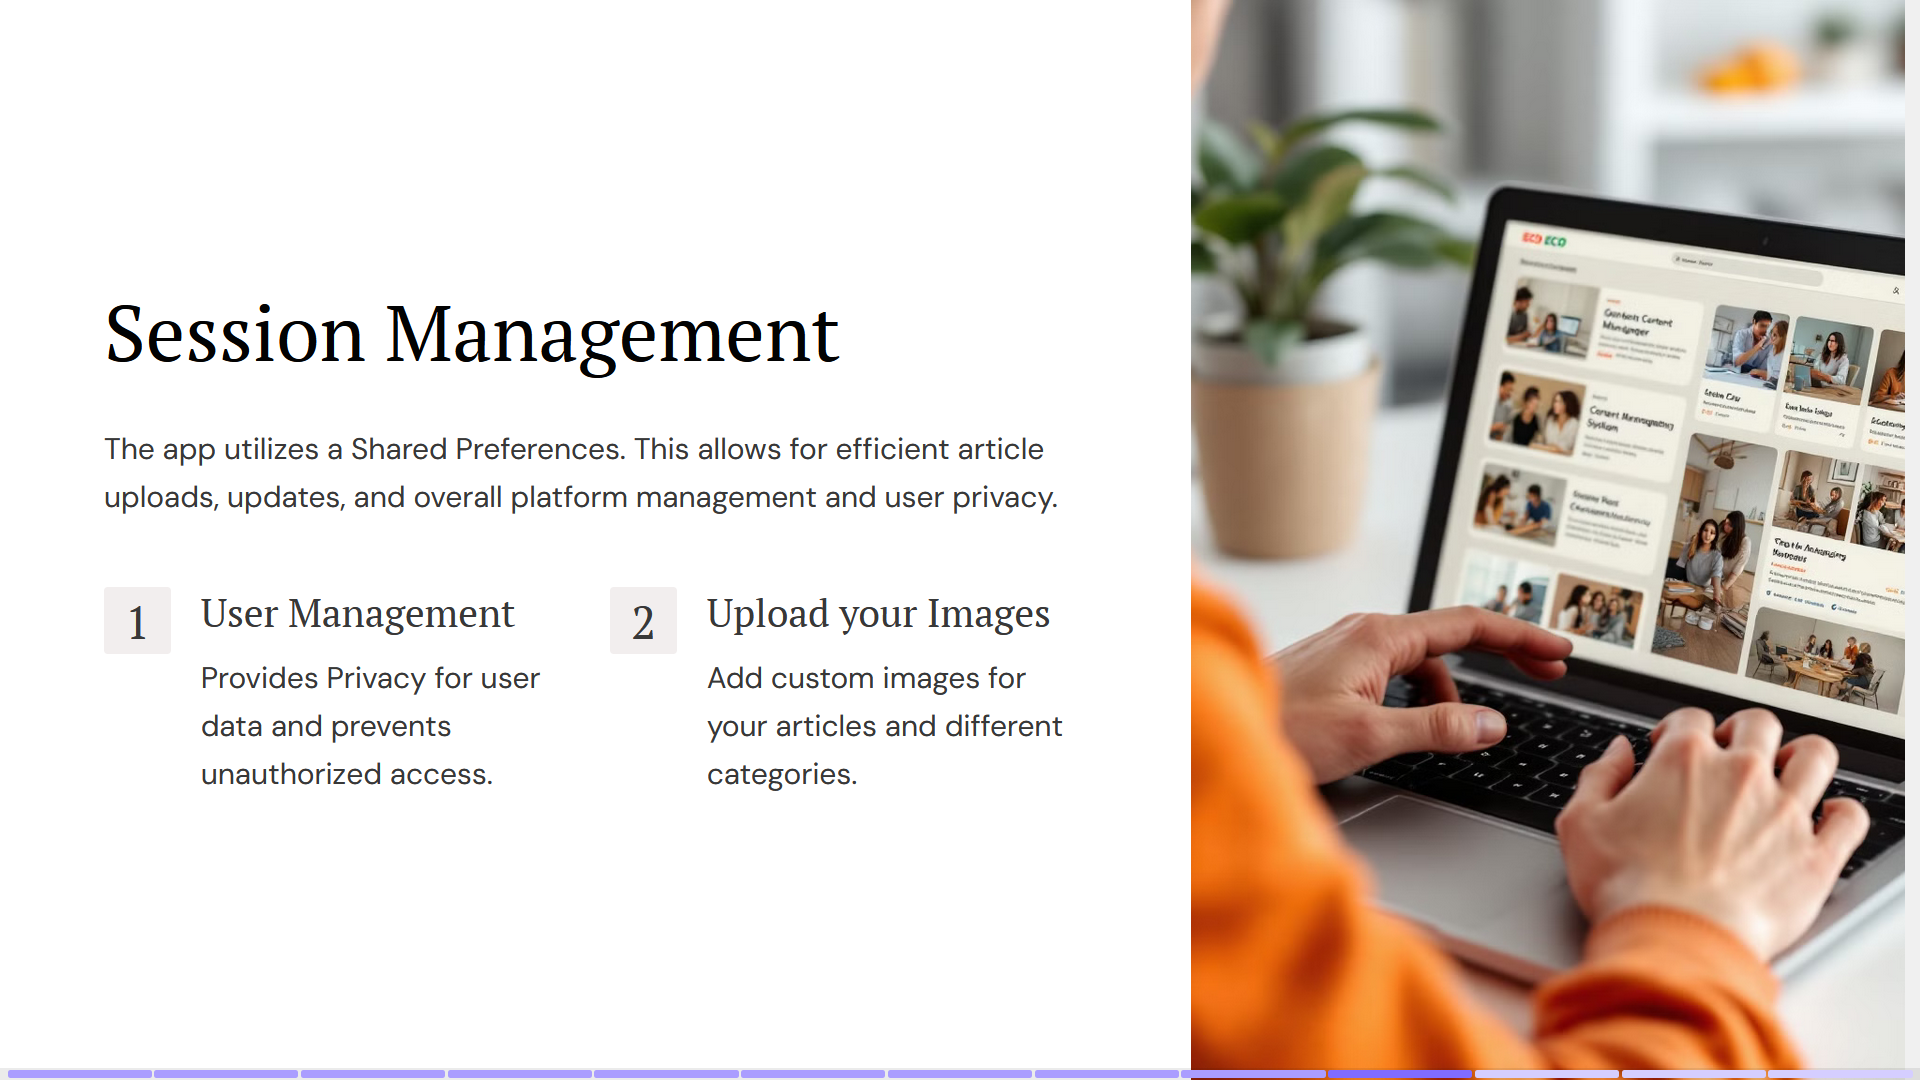 Session Management
The app utilizes a Shared Preferences. This allows for efficient article
uploads, updates, and overall platform management and user privacy.
1
User Management
Provides Privacy for user
data and prevents
unauthorized access.
2
Upload your Images
Add custom images for
your articles and different
categories.
ECO